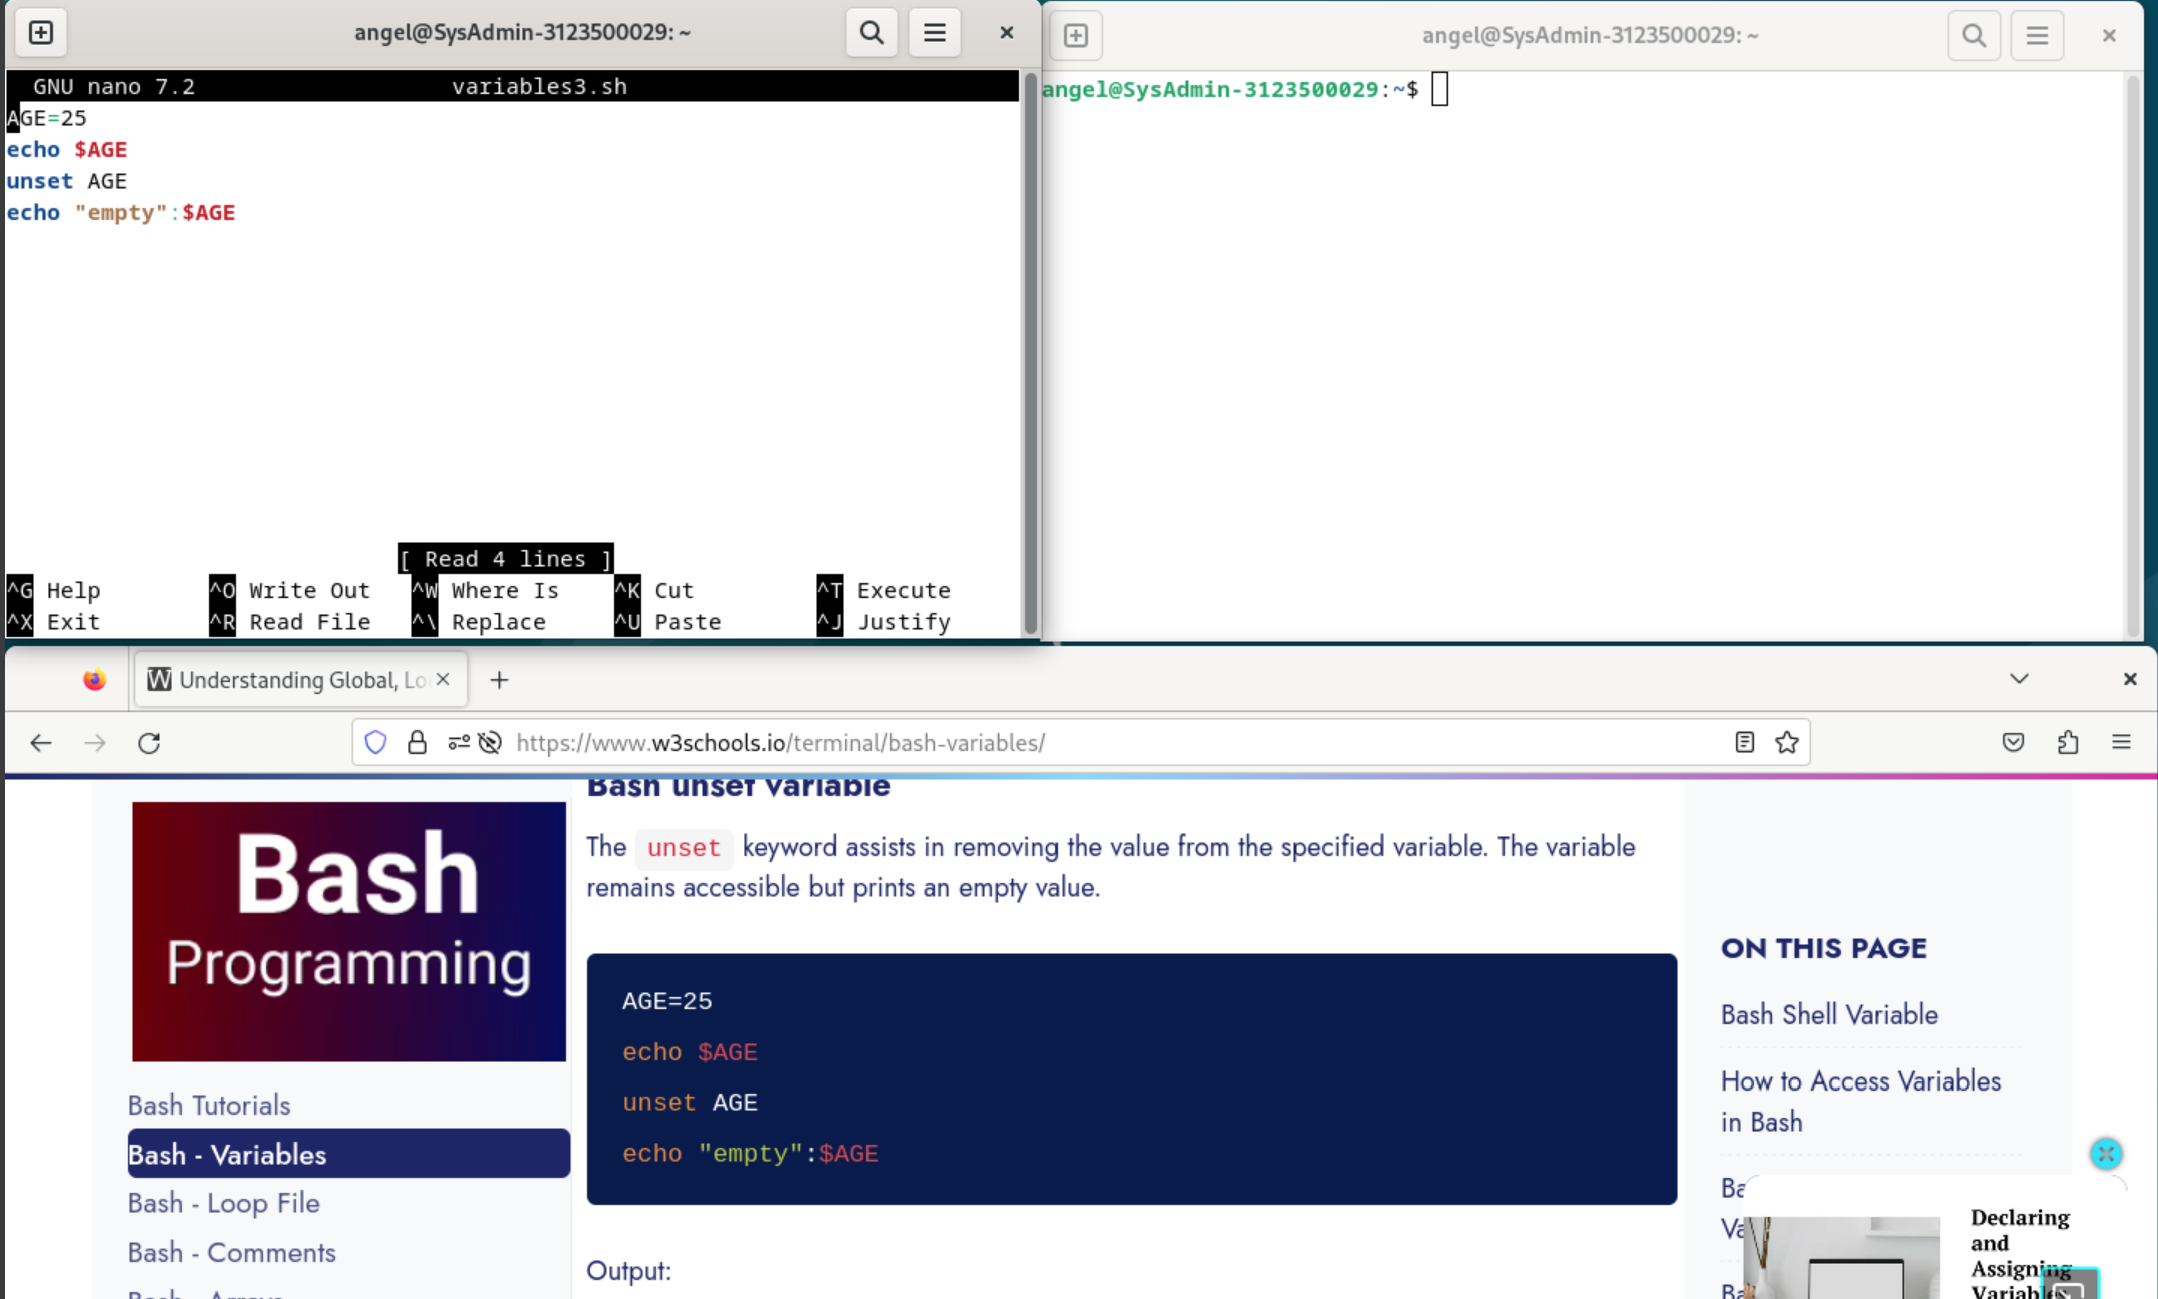 angel@SysAdmin-3123500029: ~
GNU nano 7.2 variables3.sh
AGE=25
echo $AGE
unset AGE
echo "empty":$AGE
[ Read 4 lines ]
^G Help ^O Write Out ^W Where Is ^K Cut ^T Execute
^X Exit ^R Read File ^\ Replace ^U Paste ^J Justify
angel@SysAdmin-3123500029: ~
angel@SysAdmin-3123500029:~$
W Understanding Global, Lo
https://www.w3schools.io/terminal/bash-variables/
Bash
Programming
Bash Tutorials
Bash - Variables
Bash - Loop File
Bash - Comments
Bash - Arrays
Bash unset variable
The unset keyword assists in removing the value from the specified variable. The variable
remains accessible but prints an empty value.
AGE=25
echo $AGE
unset AGE
echo "empty":$AGE
Output:
ON THIS PAGE
Bash Shell Variable
How to Access Variables
in Bash
Ba
Va
Ba
Declaring
and
Assigning
Variables